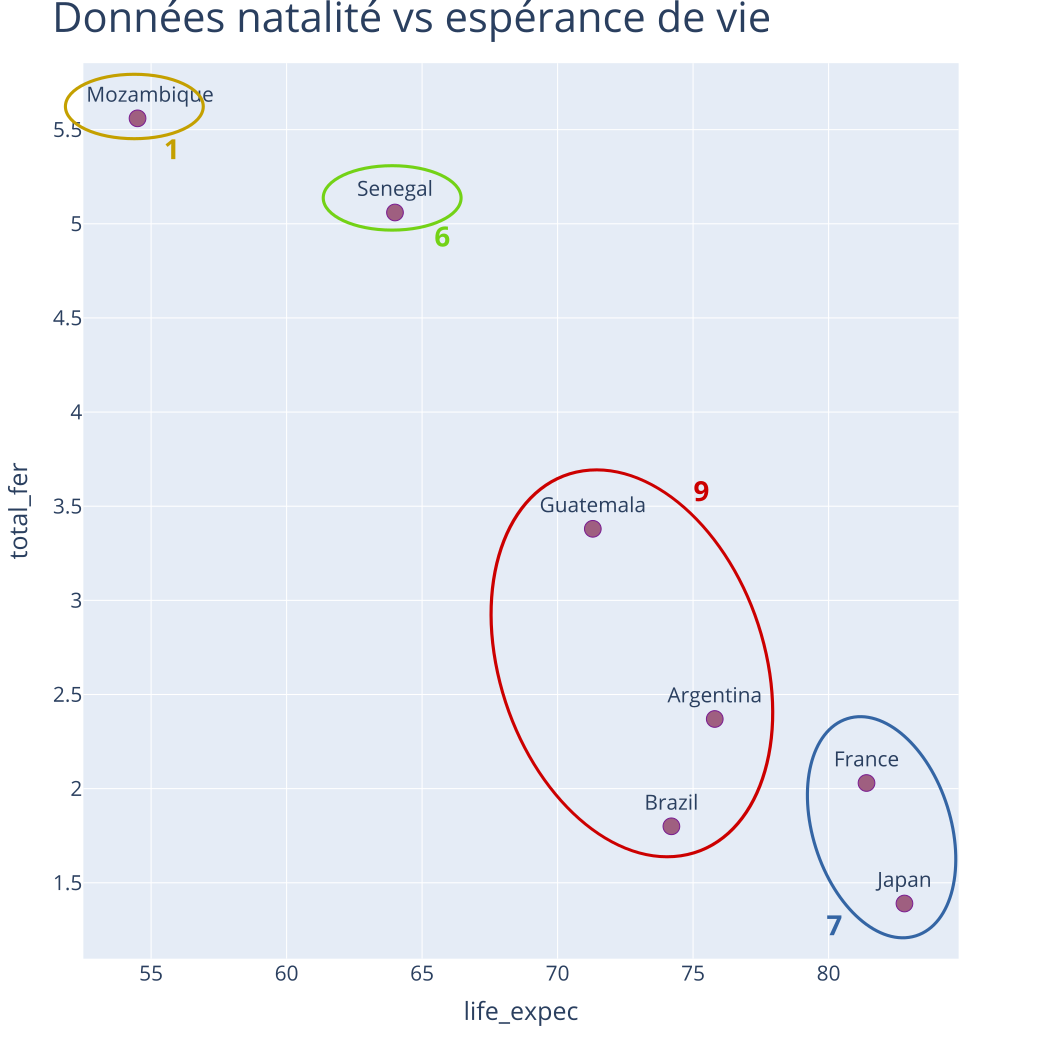 Données natalité vs espérance de vie
Mozambique
5.5
1
Senegal
5
6
4.5
4
total_fer
9
3.5
Guatemala
3
2.5
Argentina
France
2
Brazil
1.5
Japan
7
55 60 65 70 75 80
life_expec